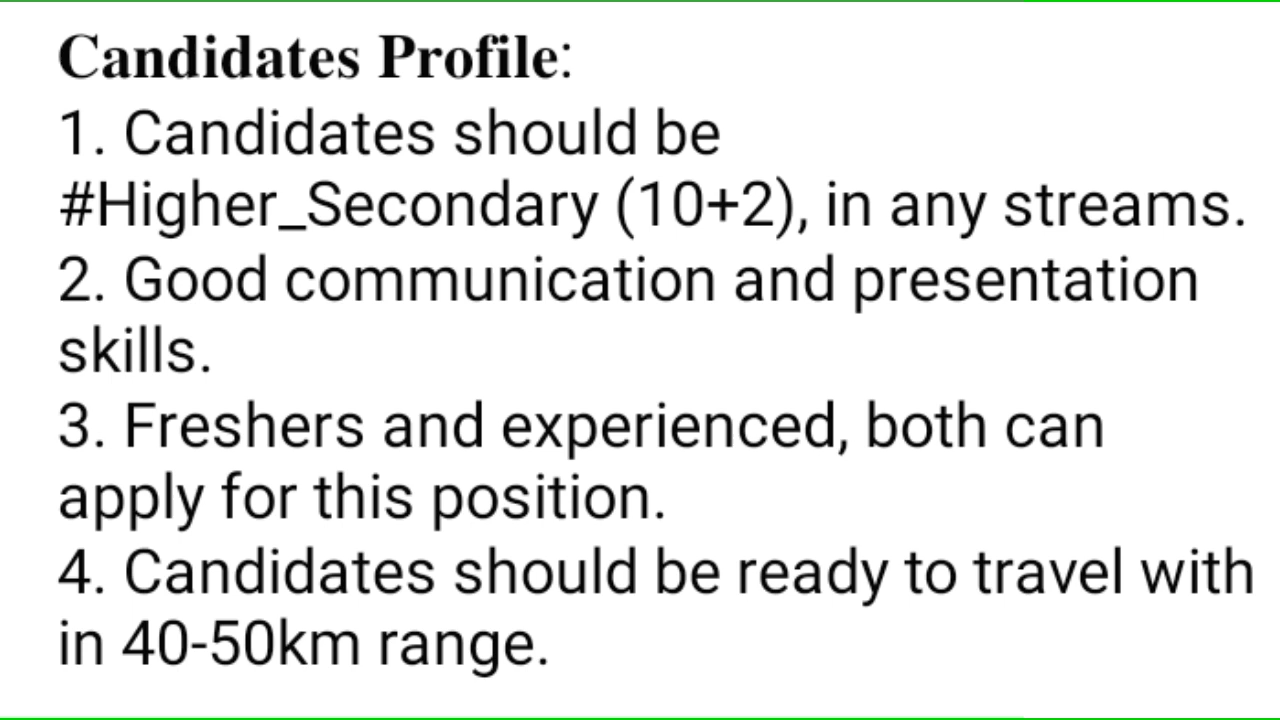 Candidates Profile:
1. Candidates should be
#Higher_Secondary (10+2), in any streams.
2. Good communication and presentation
skills.
3. Freshers and experienced, both can
apply for this position.
4. Candidates should be ready to travel with
in 40-50km range.